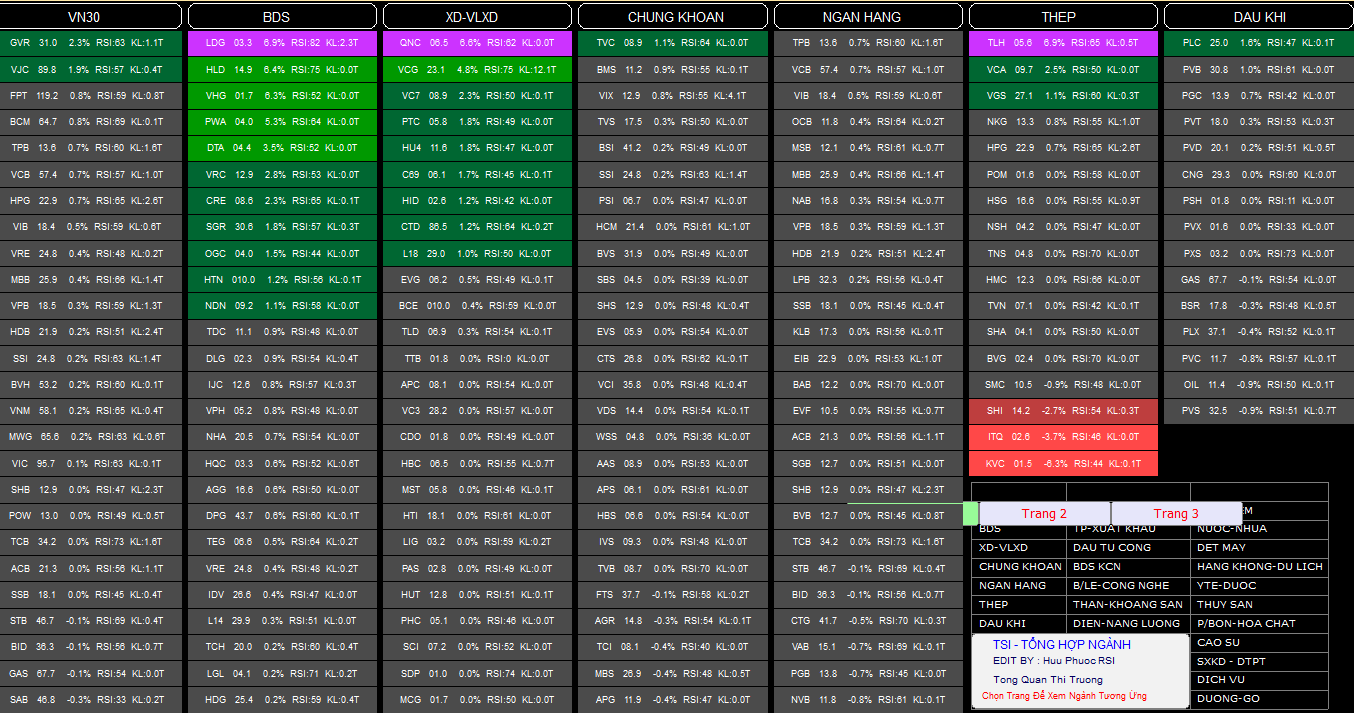 VN30
GVR 31.0 2.3% RSI:63 KL:1.1T
VJC 89.8 1.9% RSI:57 KL:0.4T
FPT 119.2 0.8% RSI:59 KL:0.8T
BCM 64.7 0.8% RSI:69 KL:0.1T
TPB 13.6 0.7% RSI:60 KL:1.6T
VCB 57.4 0.7% RSI:57 KL:1.0T
HPG 22.9 0.7% RSI:65 KL:2.6T
VIB 18.4 0.5% RSI:59 KL:0.6T
VRE 24.8 0.4% RSI:48 KL:0.2T
MBB 25.9 0.4% RSI:66 KL:1.4T
VPB 18.5 0.3% RSI:59 KL:1.3T
HDB 21.9 0.2% RSI:51 KL:2.4T
SSI 24.8 0.2% RSI:63 KL:1.4T
BVH 53.2 0.2% RSI:60 KL:0.1T
VNM 58.1 0.2% RSI:65 KL:0.4T
MWG 65.6 0.2% RSI:63 KL:0.6T
VIC 95.7 0.1% RSI:63 KL:0.1T
SHB 12.9 0.0% RSI:47 KL:2.3T
POW 13.0 0.0% RSI:49 KL:0.5T
TCB 34.2 0.0% RSI:73 KL:1.6T
ACB 21.3 0.0% RSI:56 KL:1.1T
SSB 18.1 0.0% RSI:45 KL:0.4T
STB 46.7 -0.1% RSI:69 KL:0.4T
BID 36.3 -0.1% RSI:56 KL:0.7T
GAS 67.7 -0.1% RSI:54 KL:0.0T
SAB 46.8 -0.3% RSI:33 KL:0.2T
BDS
LDG 03.3 6.9% RSI:82 KL:2.3T
HLD 14.9 6.4% RSI:75 KL:0.0T
VHG 01.7 6.3% RSI:52 KL:0.0T
PWA 04.0 5.3% RSI:64 KL:0.0T
DTA 04.4 3.5% RSI:52 KL:0.0T
VRC 12.9 2.8% RSI:53 KL:0.0T
CRE 08.6 2.3% RSI:65 KL:0.1T
SGR 30.6 1.8% RSI:57 KL:0.3T
OGC 04.0 1.5% RSI:44 KL:0.0T
HTN 010.0 1.2% RSI:56 KL:0.1T
NDN 09.2 1.1% RSI:58 KL:0.0T
TDC 11.1 0.9% RSI:48 KL:0.0T
DLG 02.3 0.9% RSI:54 KL:0.4T
IJC 12.6 0.8% RSI:57 KL:0.3T
VPH 05.2 0.8% RSI:48 KL:0.0T
NHA 20.5 0.7% RSI:54 KL:0.0T
HQC 03.3 0.6% RSI:52 KL:0.6T
AGG 16.6 0.6% RSI:50 KL:0.0T
DPG 43.7 0.6% RSI:60 KL:0.1T
TEG 06.6 0.5% RSI:64 KL:0.2T
VRE 24.8 0.4% RSI:48 KL:0.2T
IDV 26.6 0.4% RSI:47 KL:0.0T
L14 29.9 0.3% RSI:51 KL:0.0T
TCH 20.0 0.2% RSI:60 KL:0.4T
LGL 04.1 0.2% RSI:71 KL:0.2T
HDG 25.4 0.2% RSI:59 KL:0.4T
XD-VLXD
QNC 06.5 6.6% RSI:62 KL:0.0T
VCG 23.1 4.8% RSI:75 KL:12.1T
VC7 08.9 2.3% RSI:50 KL:0.1T
PTC 05.8 1.8% RSI:49 KL:0.0T
HU4 11.6 1.8% RSI:47 KL:0.0T
C69 06.1 1.7% RSI:45 KL:0.1T
HID 02.6 1.2% RSI:42 KL:0.0T
CTD 86.5 1.2% RSI:64 KL:0.2T
L18 29.0 1.0% RSI:50 KL:0.0T
EVG 06.2 0.5% RSI:49 KL:0.1T
BCE 010.0 0.4% RSI:59 KL:0.0T
TLD 06.9 0.3% RSI:54 KL:0.1T
TTB 01.8 0.0% RSI:0 KL:0.0T
APC 08.1 0.0% RSI:54 KL:0.0T
VC3 28.2 0.0% RSI:57 KL:0.0T
CDO 01.8 0.0% RSI:49 KL:0.0T
HBC 06.5 0.0% RSI:55 KL:0.7T
MST 05.8 0.0% RSI:46 KL:0.1T
HTI 18.1 0.0% RSI:61 KL:0.0T
LIG 03.2 0.0% RSI:59 KL:0.2T
PAS 02.8 0.0% RSI:49 KL:0.0T
HUT 12.8 0.0% RSI:51 KL:0.1T
PHC 05.1 0.0% RSI:46 KL:0.0T
SCI 07.2 0.0% RSI:52 KL:0.0T
SDP 01.0 0.0% RSI:74 KL:0.0T
MCG 01.7 0.0% RSI:50 KL:0.0T
CHUNG KHOAN
TVC 08.9 1.1% RSI:64 KL:0.0T
BMS 11.2 0.9% RSI:55 KL:0.1T
VIX 12.9 0.8% RSI:55 KL:4.1T
TVS 17.5 0.3% RSI:50 KL:0.0T
BSI 41.2 0.2% RSI:49 KL:0.0T
SSI 24.8 0.2% RSI:63 KL:1.4T
PSI 06.7 0.0% RSI:47 KL:0.0T
HCM 21.4 0.0% RSI:61 KL:1.0T
BVS 31.9 0.0% RSI:49 KL:0.0T
SBS 04.5 0.0% RSI:39 KL:0.0T
SHS 12.9 0.0% RSI:48 KL:0.4T
EVS 05.9 0.0% RSI:54 KL:0.0T
CTS 26.8 0.0% RSI:62 KL:0.1T
VCI 35.8 0.0% RSI:48 KL:0.4T
VDS 14.4 0.0% RSI:54 KL:0.1T
WSS 04.8 0.0% RSI:36 KL:0.0T
AAS 08.9 0.0% RSI:53 KL:0.0T
APS 06.1 0.0% RSI:61 KL:0.0T
HBS 06.6 0.0% RSI:54 KL:0.0T
IVS 09.3 0.0% RSI:48 KL:0.0T
TVB 08.7 0.0% RSI:70 KL:0.0T
FTS 37.7 -0.1% RSI:58 KL:0.2T
AGR 14.8 -0.3% RSI:54 KL:0.1T
TCI 08.1 -0.4% RSI:40 KL:0.0T
MBS 26.9 -0.4% RSI:48 KL:0.5T
APG 11.9 -0.4% RSI:47 KL:0.0T
NGAN HANG
TPB 13.6 0.7% RSI:60 KL:1.6T
VCB 57.4 0.7% RSI:57 KL:1.0T
VIB 18.4 0.5% RSI:59 KL:0.6T
OCB 11.8 0.4% RSI:64 KL:0.2T
MSB 12.1 0.4% RSI:61 KL:0.7T
MBB 25.9 0.4% RSI:66 KL:1.4T
NAB 16.8 0.3% RSI:54 KL:0.7T
VPB 18.5 0.3% RSI:59 KL:1.3T
HDB 21.9 0.2% RSI:51 KL:2.4T
LPB 32.3 0.2% RSI:56 KL:0.4T
SSB 18.1 0.0% RSI:45 KL:0.4T
KLB 17.3 0.0% RSI:56 KL:0.1T
EIB 22.9 0.0% RSI:53 KL:1.0T
BAB 12.2 0.0% RSI:70 KL:0.0T
EVF 10.5 0.0% RSI:55 KL:0.7T
ACB 21.3 0.0% RSI:56 KL:1.1T
SGB 12.7 0.0% RSI:51 KL:0.0T
SHB 12.9 0.0% RSI:47 KL:2.3T
BVB 12.7 0.0% RSI:45 KL:0.8T
TCB 34.2 0.0% RSI:73 KL:1.6T
STB 46.7 -0.1% RSI:69 KL:0.4T
BID 36.3 -0.1% RSI:56 KL:0.7T
CTG 41.7 -0.5% RSI:70 KL:0.3T
VAB 15.1 -0.7% RSI:69 KL:0.1T
PGB 13.8 -0.7% RSI:45 KL:0.0T
NVB 11.8 -0.8% RSI:61 KL:0.1T
THEP
TLH 05.6 6.9% RSI:65 KL:0.5T
VCA 09.7 2.5% RSI:50 KL:0.0T
VGS 27.1 1.1% RSI:60 KL:0.3T
NKG 13.3 0.8% RSI:55 KL:1.0T
HPG 22.9 0.7% RSI:65 KL:2.6T
POM 01.6 0.0% RSI:58 KL:0.0T
HSG 16.6 0.0% RSI:55 KL:0.9T
NSH 04.2 0.0% RSI:47 KL:0.0T
TNS 04.8 0.0% RSI:70 KL:0.0T
HMC 12.3 0.0% RSI:66 KL:0.0T
TVN 07.1 0.0% RSI:42 KL:0.1T
SHA 04.1 0.0% RSI:50 KL:0.0T
BVG 02.4 0.0% RSI:70 KL:0.0T
SMC 10.5 -0.9% RSI:48 KL:0.0T
SHI 14.2 -2.7% RSI:54 KL:0.3T
ITQ 02.6 -3.7% RSI:46 KL:0.0T
KVC 01.5 -6.3% RSI:44 KL:0.1T
DAU KHI
PLC 25.0 1.6% RSI:47 KL:0.1T
PVB 30.8 1.0% RSI:61 KL:0.0T
PGC 13.9 0.7% RSI:42 KL:0.0T
PVT 18.0 0.3% RSI:53 KL:0.3T
PVD 20.1 0.2% RSI:51 KL:0.5T
CNG 29.3 0.0% RSI:60 KL:0.0T
PSH 01.8 0.0% RSI:11 KL:0.0T
PVX 01.6 0.0% RSI:33 KL:0.0T
PXS 03.2 0.0% RSI:73 KL:0.0T
GAS 67.7 -0.1% RSI:54 KL:0.0T
BSR 17.8 -0.3% RSI:48 KL:0.5T
PLX 37.1 -0.4% RSI:52 KL:0.1T
PVC 11.7 -0.8% RSI:57 KL:0.1T
OIL 11.4 -0.9% RSI:50 KL:0.1T
PVS 32.5 -0.9% RSI:51 KL:0.7T
Trang 2 Trang 3
BDS TP-XUAT KHAU NUOC-NHUA
XD-VLXD DAU TU CONG DET MAY
CHUNG KHOAN BDS KCN HANG KHONG-DU LICH
NGAN HANG B/LE-CONG NGHE YTE-DUOC
THEP THAN-KHOANG SAN THUY SAN
DAU KHI DIEN-NANG LUONG P/BON-HOA CHAT
CAO SU
SXKD - DTPT
DICH VU
DUONG-GO
TSI - TỔNG HỢP NGÀNH
EDIT BY : Huu Phuoc RSI
Tong Quan Thi Truong
Chọn Trang Để Xem Ngành Tương Ứng